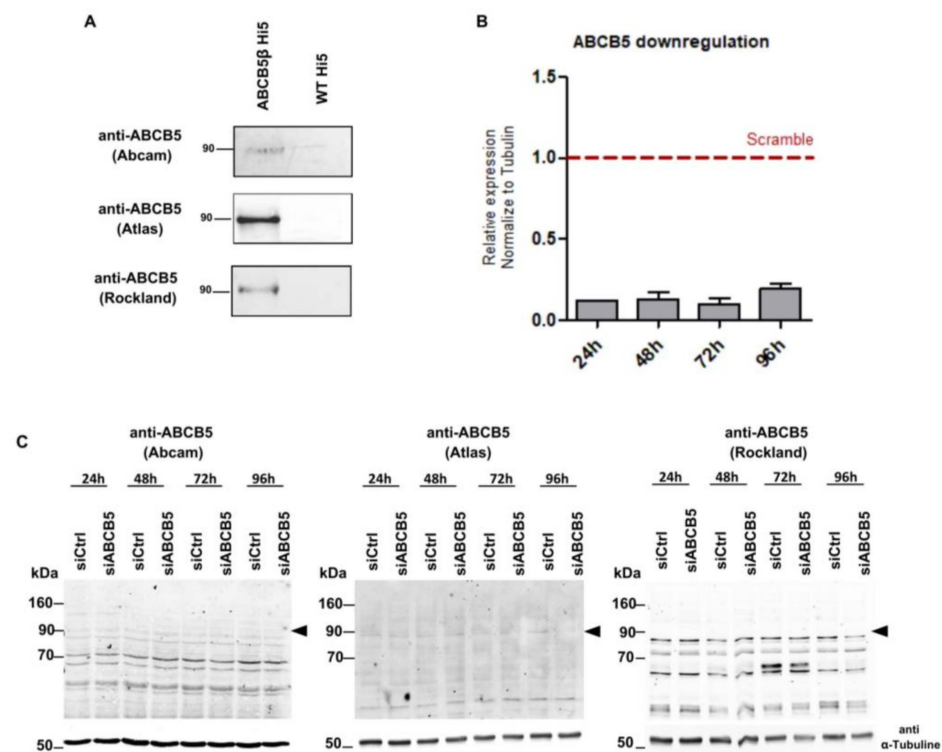 A
ABCB5β Hi5
WT Hi5
anti-ABCB5
(Abcam)
90
anti-ABCB5
(Atlas)
90
anti-ABCB5
(Rockland)
90
B
ABCB5 downregulation
Relative expression
Normalize to Tubulin
1.5
1.0
0.5
0.0
Scramble
24h
48h
72h
96h
C
anti-ABCB5
(Abcam)
24h 48h 72h 96h
siCtrl siABCB5 siCtrl siABCB5 siCtrl siABCB5 siCtrl siABCB5
kDa
160
90
70
50
anti-ABCB5
(Atlas)
24h 48h 72h 96h
siCtrl siABCB5 siCtrl siABCB5 siCtrl siABCB5 siCtrl siABCB5
kDa
160
90
70
50
anti-ABCB5
(Rockland)
24h 48h 72h 96h
siCtrl siABCB5 siCtrl siABCB5 siCtrl siABCB5 siCtrl siABCB5
kDa
160
90
70
50
anti
α-Tubuline